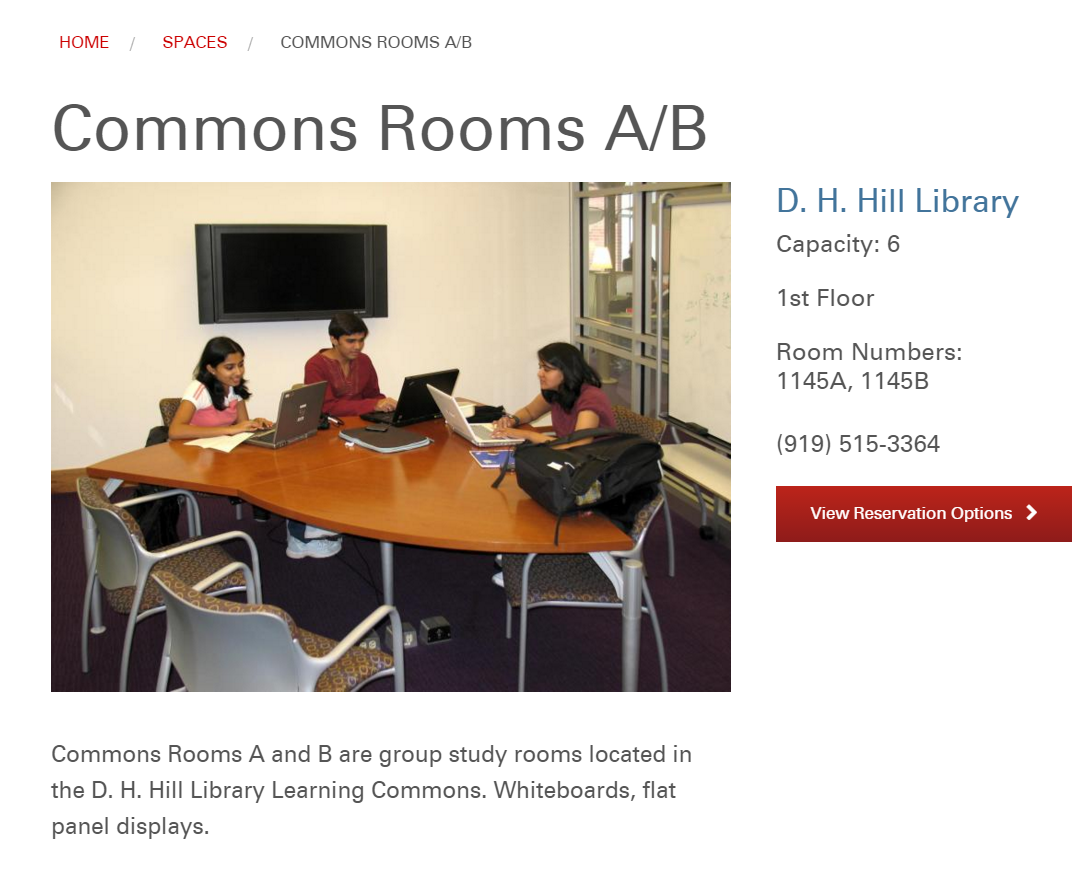 HOME / SPACES / COMMONS ROOMS A/B
Commons Rooms A/B
D. H. Hill Library
Capacity: 6
1st Floor
Room Numbers:
1145A, 1145B
(919) 515-3364
View Reservation Options
Commons Rooms A and B are group study rooms located in
the D. H. Hill Library Learning Commons. Whiteboards, flat
panel displays.